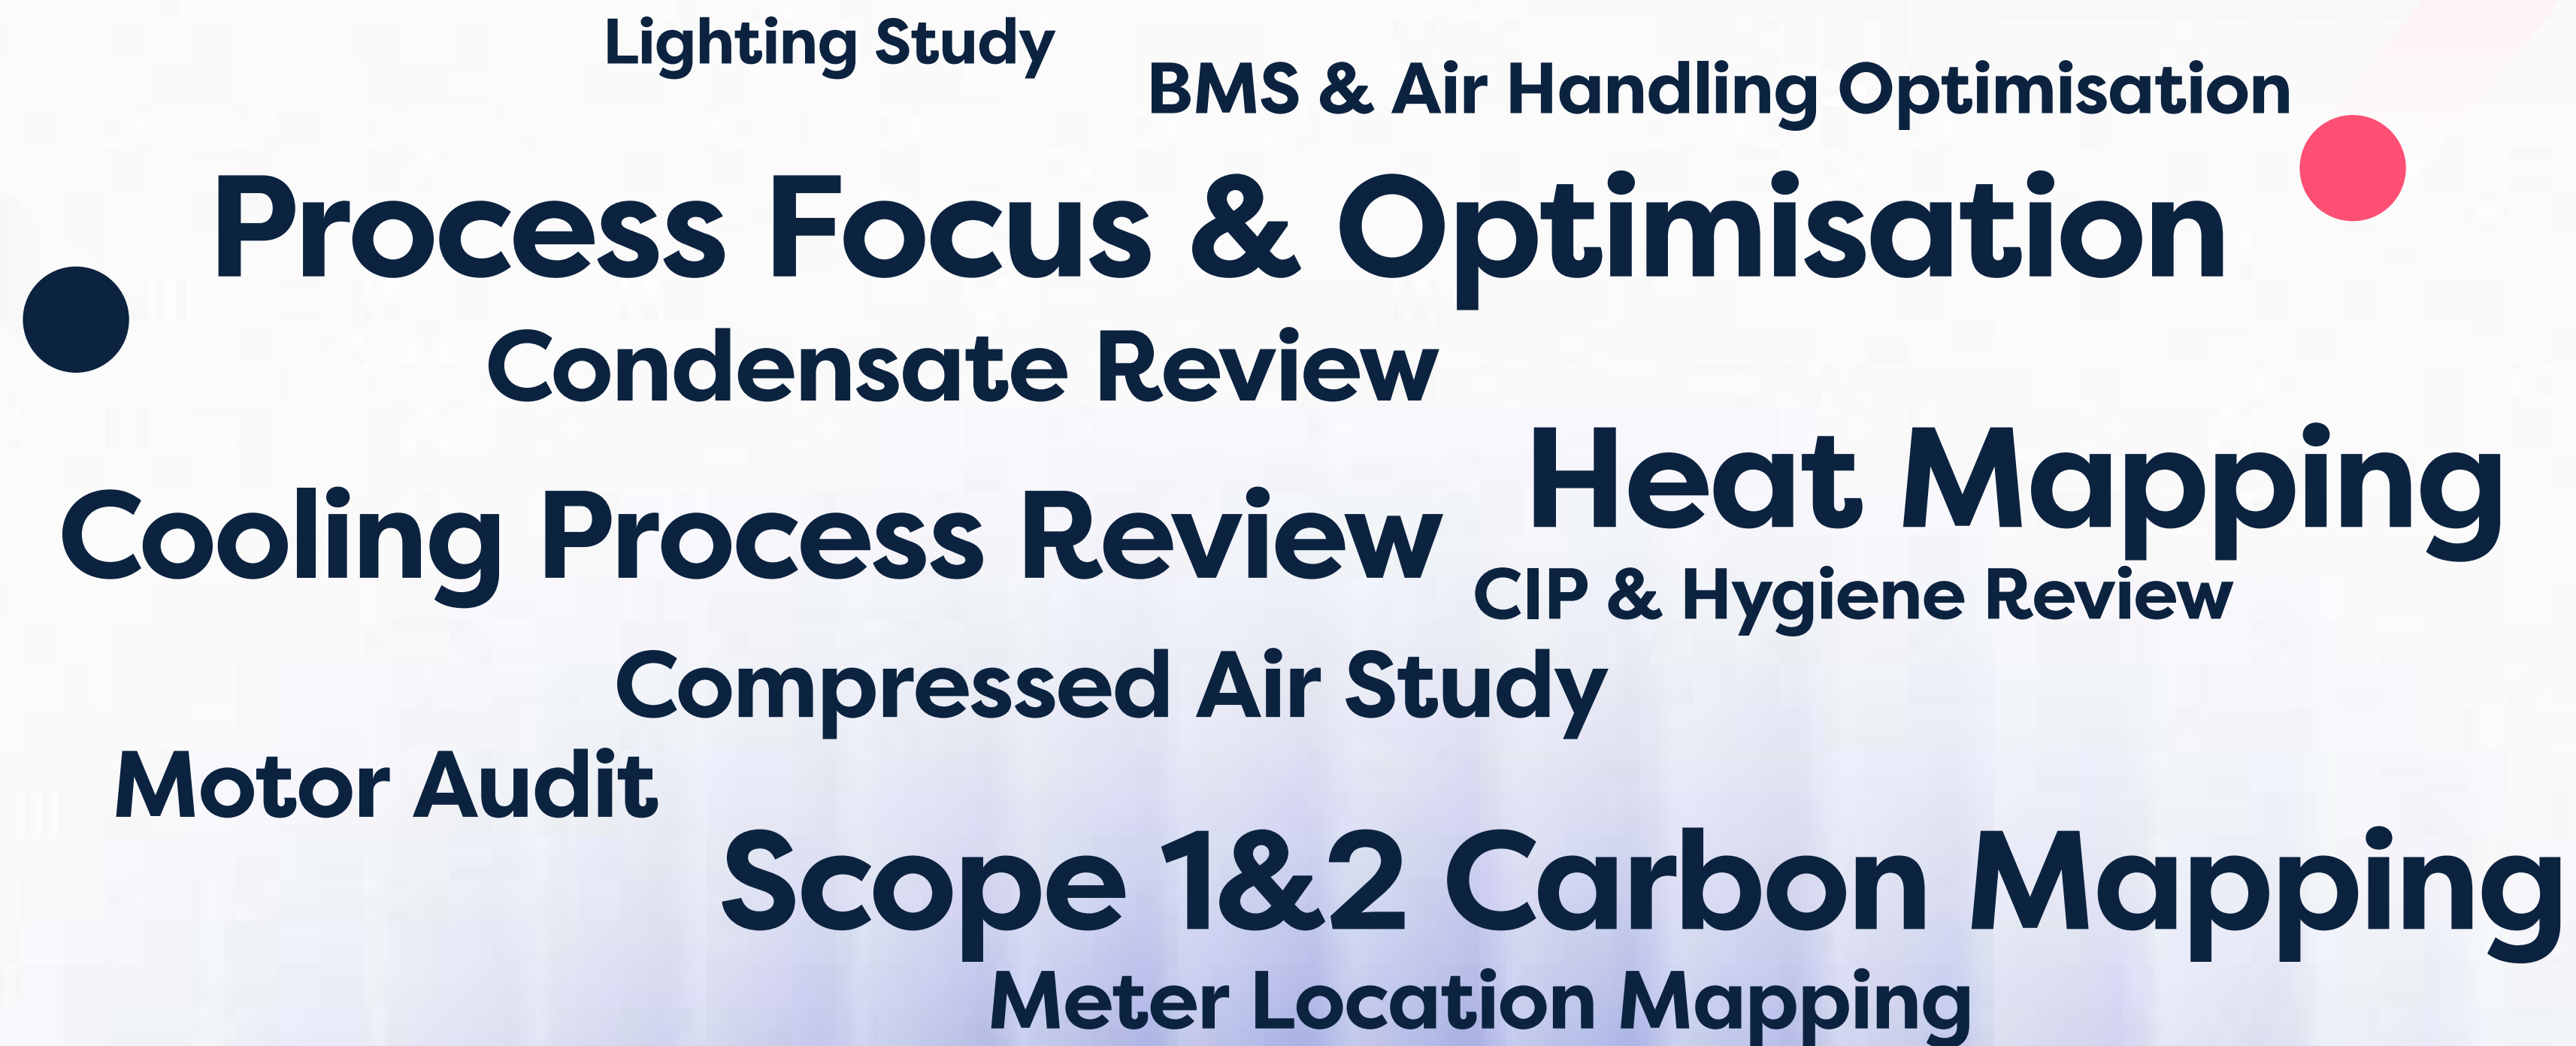 Lighting Study
BMS & Air Handling Optimisation
Process Focus & Optimisation
Condensate Review
Heat Mapping
Cooling Process Review
CIP & Hygiene Review
Compressed Air Study
Motor Audit
Scope 1&2 Carbon Mapping
Meter Location Mapping